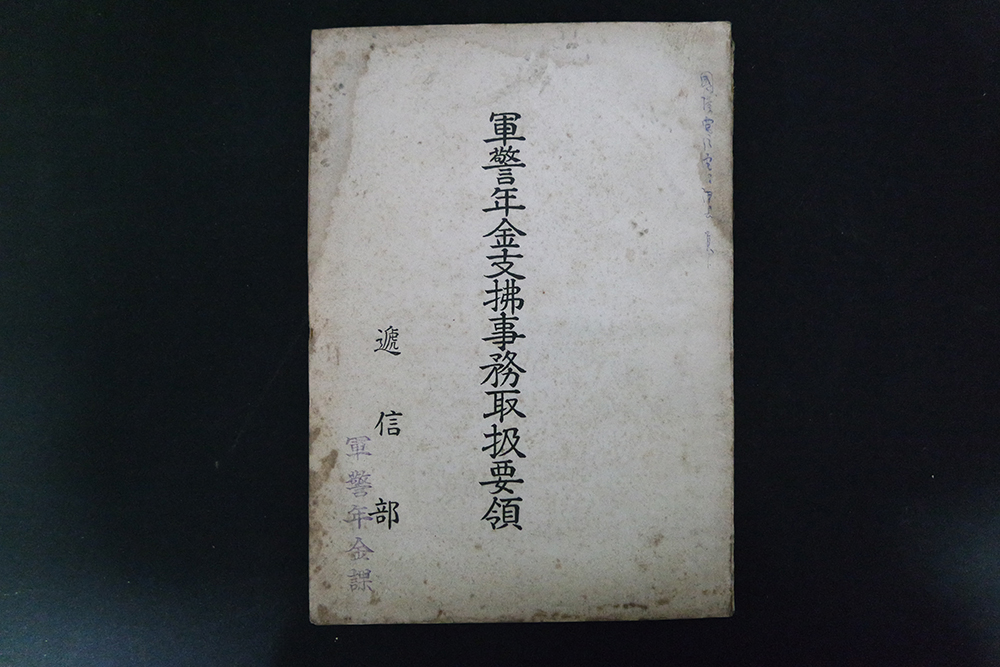 軍警年金支拂事務取扱要領
遞信部
軍警年金課